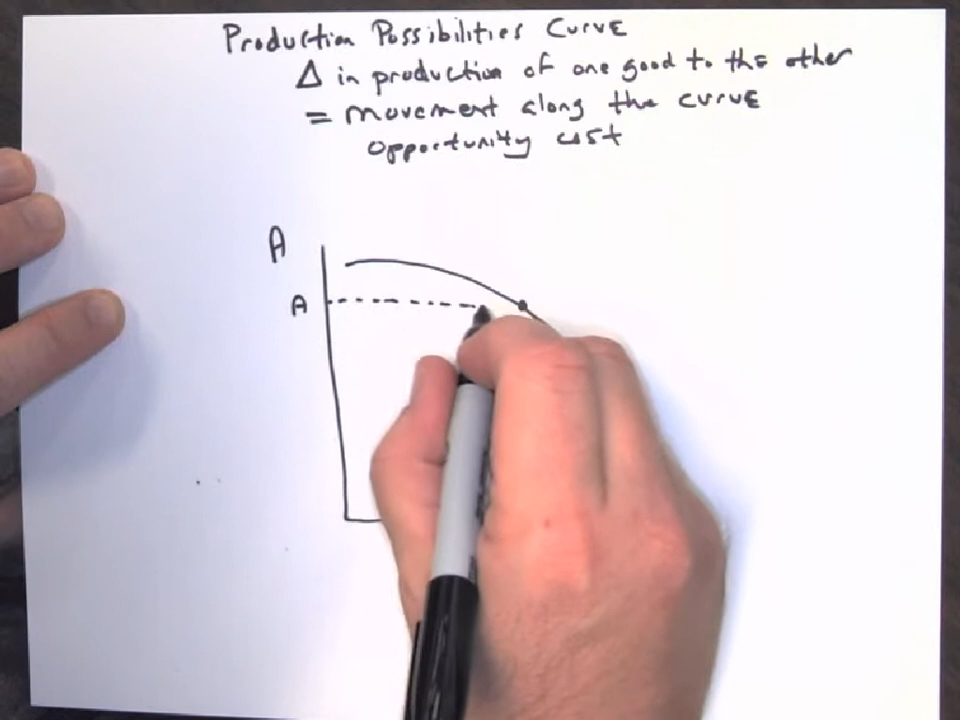 Production Possibilities Curve
Δ in production of one good to the other
= movement along the curve
opportunity cost
A
A